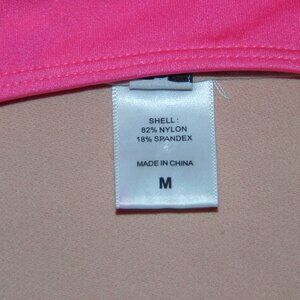 SHELL:
82% NYLON
18% SPANDEX
MADE IN CHINA
M